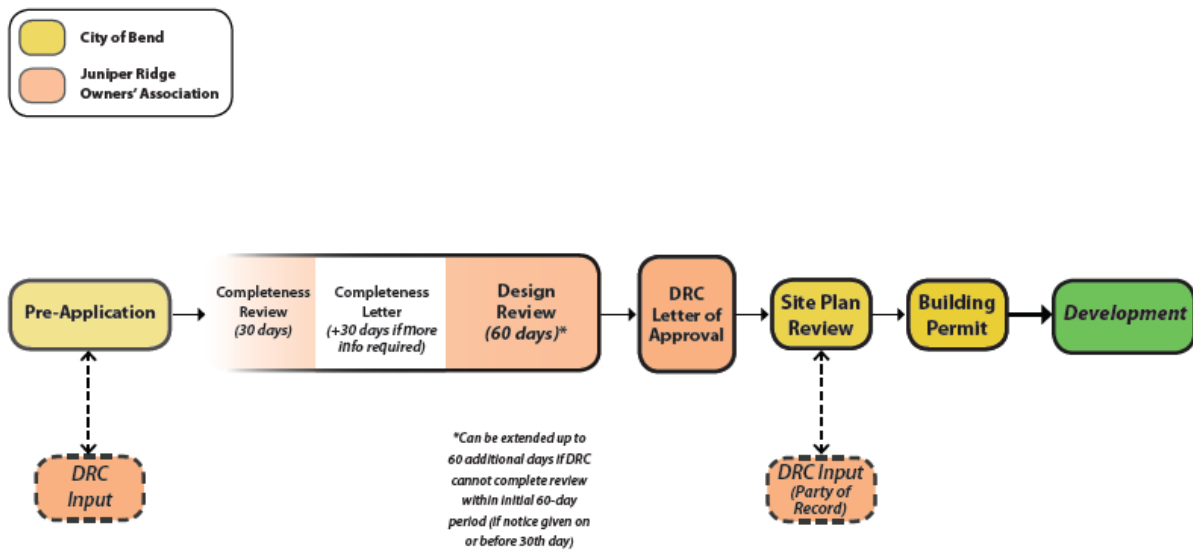 City of Bend
Juniper Ridge
Owners' Association
Pre-Application
Completeness
Review
(30 days)
Completeness
Letter
(+30 days if more
info required)
Design
Review
(60 days)*
DRC
Letter of
Approval
Site Plan
Review
Building
Permit
Development
DRC
Input
*Can be extended up to
60 additional days if DRC
cannot complete review
within initial 60-day
period (if notice given on
or before 30th day)
DRC Input
(Party of
Record)